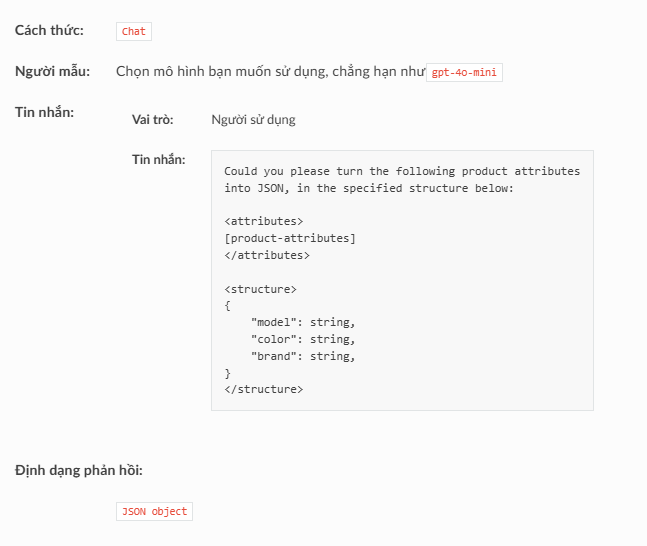 Cách thức: Chat
Người mẫu: Chọn mô hình bạn muốn sử dụng, chẳng hạn như gpt-4o-mini
Tin nhắn:
Vai trò: Người sử dụng
Tin nhắn:
Could you please turn the following product attributes
into JSON, in the specified structure below:
<attributes>
[product-attributes]
</attributes>
<structure>
{
    "model": string,
    "color": string,
    "brand": string,
}
</structure>
Định dạng phản hồi:
JSON object